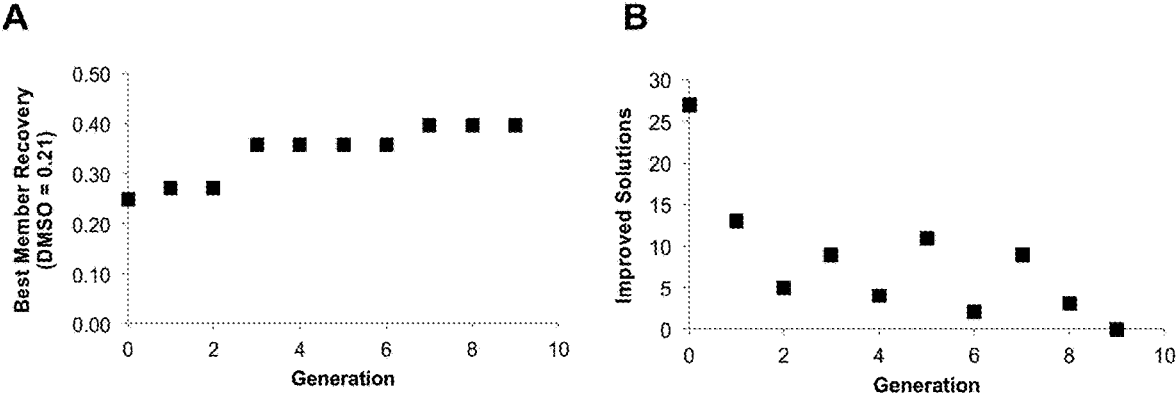 A
Best Member Recovery
(DMSO = 0.21)
0.50
0.40
0.30
0.20
0.10
0.00
0 2 4 6 8 10
Generation
B
Improved Solutions
30
25
20
15
10
5
0
0 2 4 6 8 10
Generation